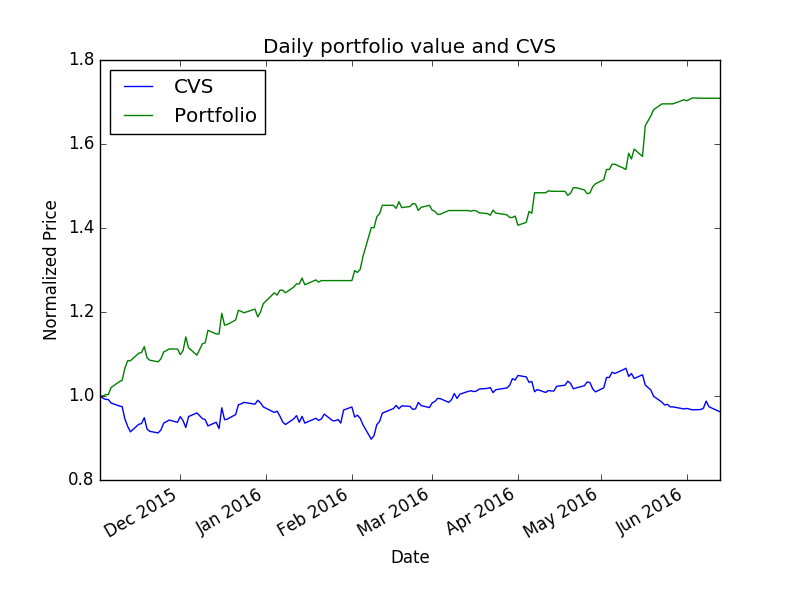 Daily portfolio value and CVS
CVS
Portfolio
Normalized Price
1.8
1.6
1.4
1.2
1.0
0.8
Dec 2015
Jan 2016
Feb 2016
Mar 2016
Apr 2016
May 2016
Jun 2016
Date